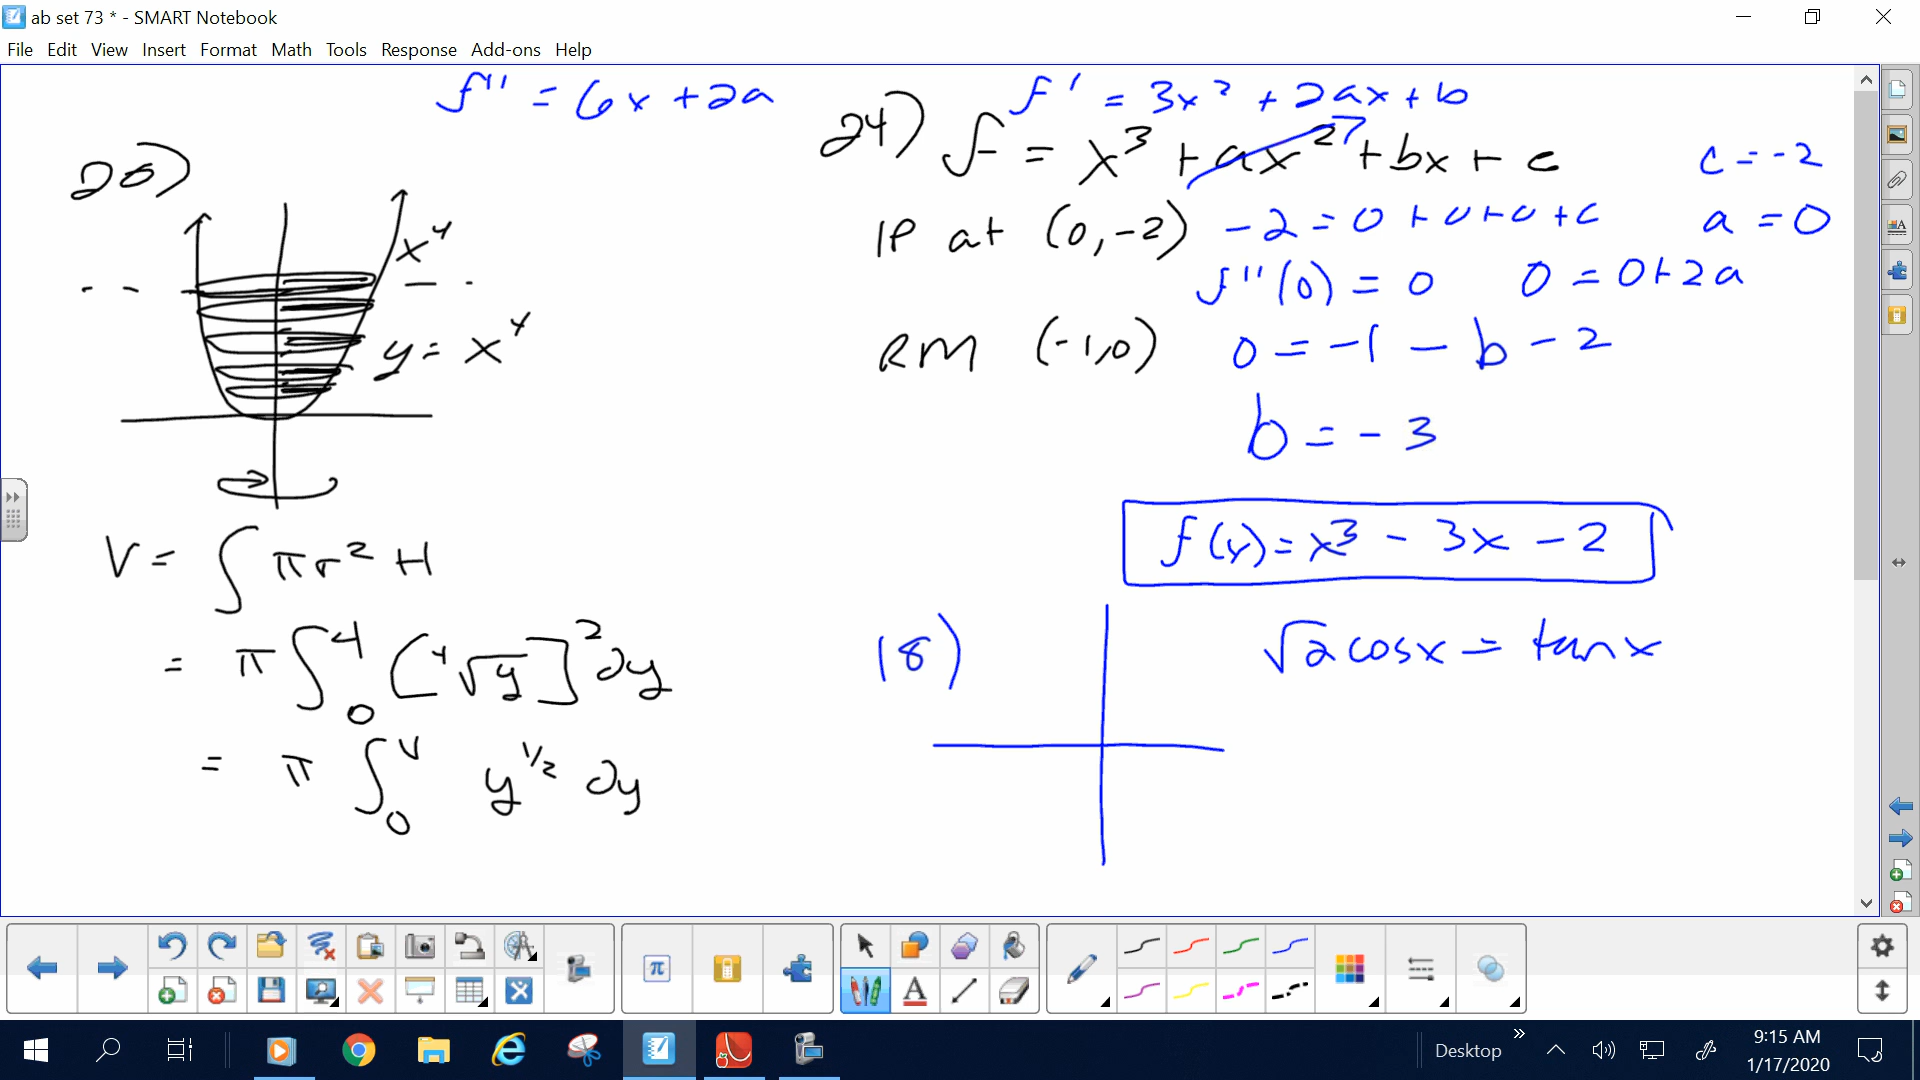 ab set 73 * - SMART Notebook
File Edit View Insert Format Math Tools Response Add-ons Help
f'' = 6x + 2a
f' = 3x² + 2ax + b
24) f = x³ + ax² + bx + c
c = -2
IP at (0, -2) -2 = 0 + 0 + 0 + c
a = 0
f''(0) = 0 0 = 0 + 2a
RM (-1, 0) 0 = -1 - b - 2
b = -3
f(x) = x³ - 3x - 2
20)
x⁴
y = x⁴
V = ∫ πr² H
= π ∫₀⁴ [⁴√y]² dy
= π ∫₀⁴ y^1/2 dy
18) √2 cosx = tanx
Desktop
9:15 AM
1/17/2020